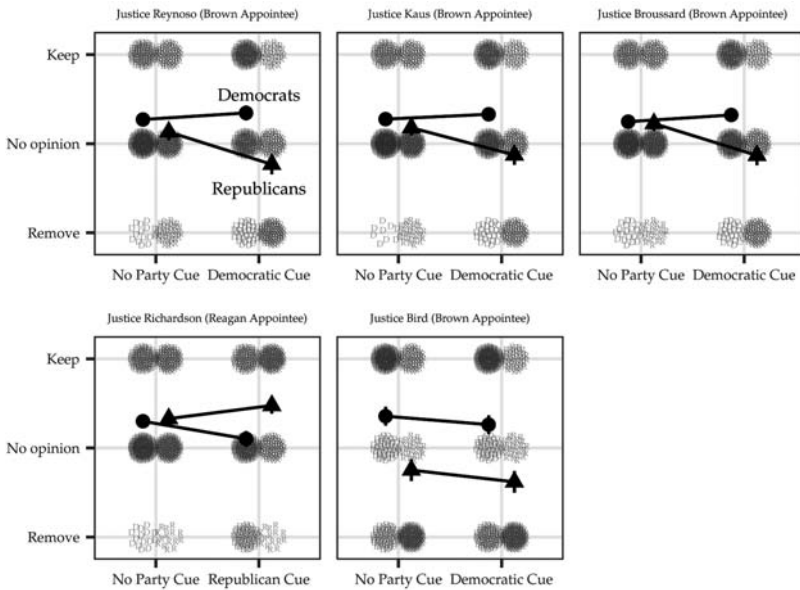 Justice Reynoso (Brown Appointee)
Justice Kaus (Brown Appointee)
Justice Broussard (Brown Appointee)
Keep
No opinion
Remove
Democrats
Republicans
No Party Cue
Democratic Cue
No Party Cue
Democratic Cue
No Party Cue
Democratic Cue
Justice Richardson (Reagan Appointee)
Justice Bird (Brown Appointee)
Keep
No opinion
Remove
No Party Cue
Republican Cue
No Party Cue
Democratic Cue